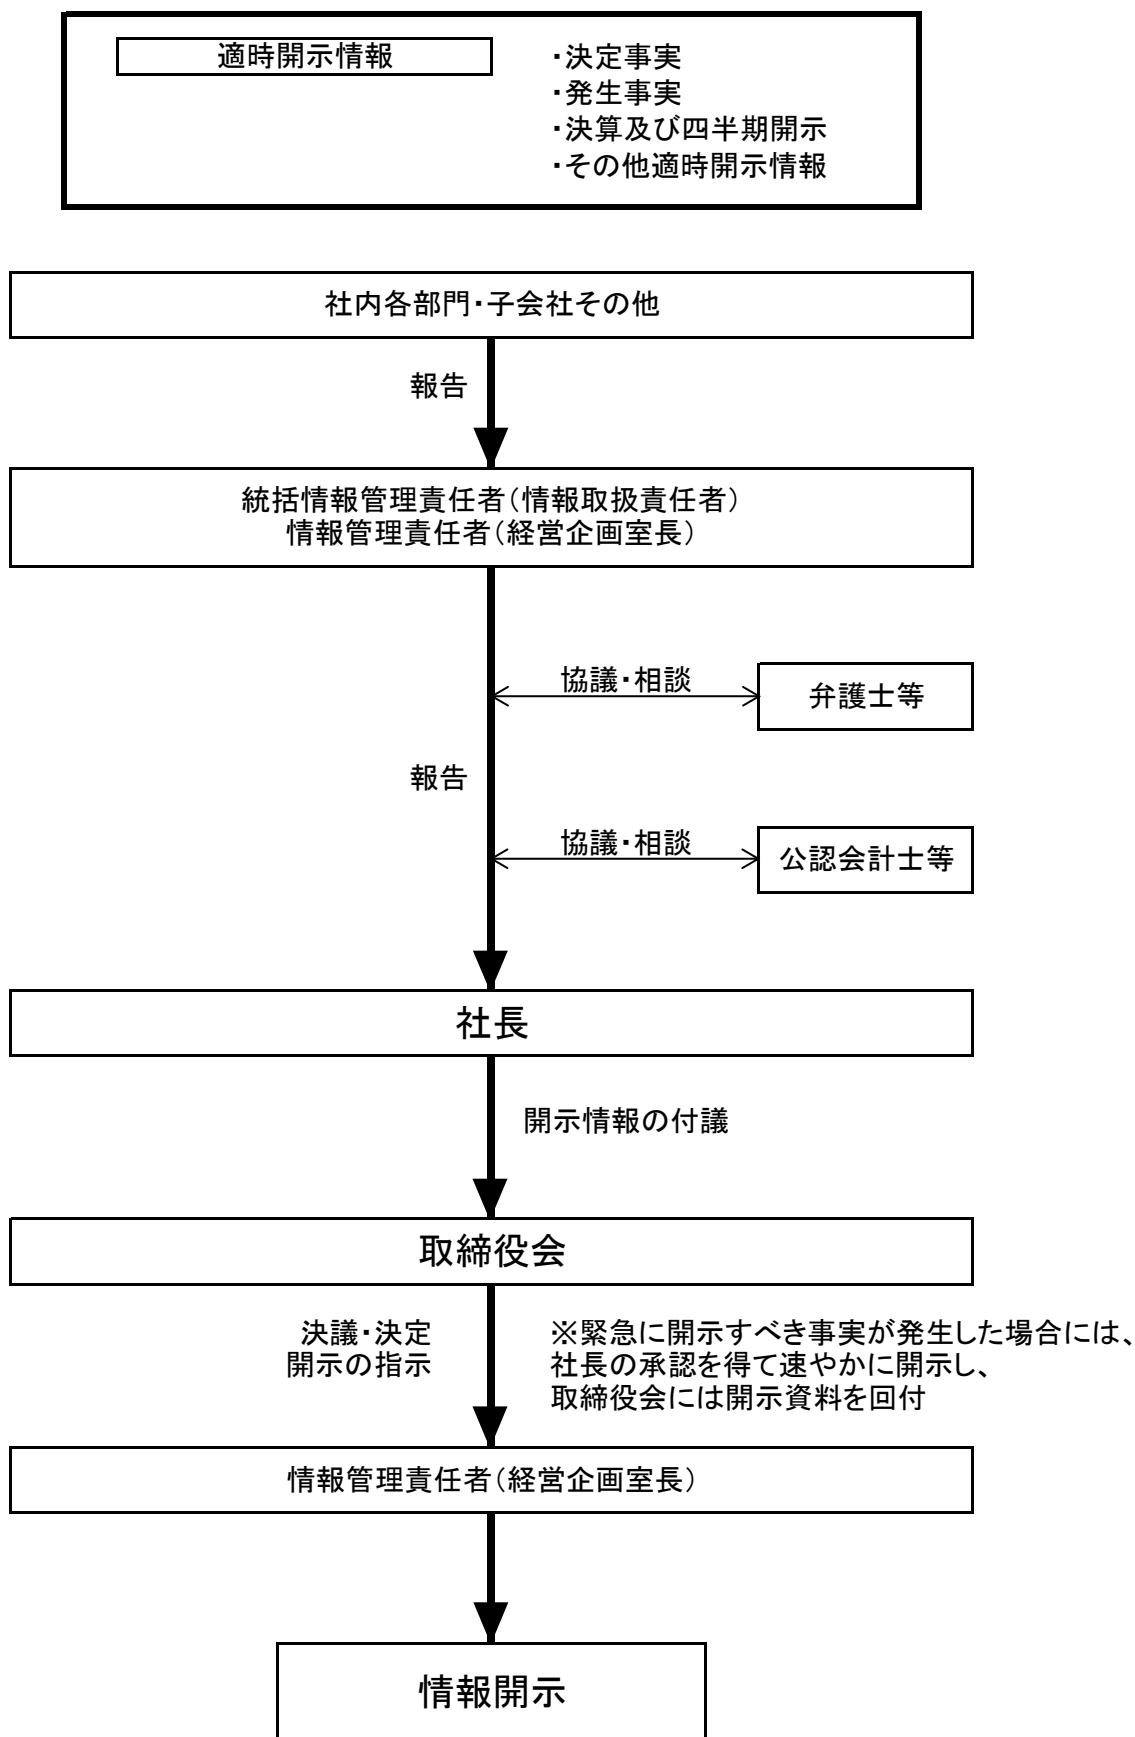 適時開示情報
・決定事実
・発生事実
・決算及び四半期開示
・その他適時開示情報
社内各部門・子会社その他
報告
統括情報管理責任者（情報取扱責任者）
情報管理責任者（経営企画室長）
協議・相談
弁護士等
報告
協議・相談
公認会計士等
社長
開示情報の付議
取締役会
決議・決定
開示の指示
※緊急に開示すべき事実が発生した場合には、
社長の承認を得て速やかに開示し、
取締役会には開示資料を回付
情報管理責任者（経営企画室長）
情報開示